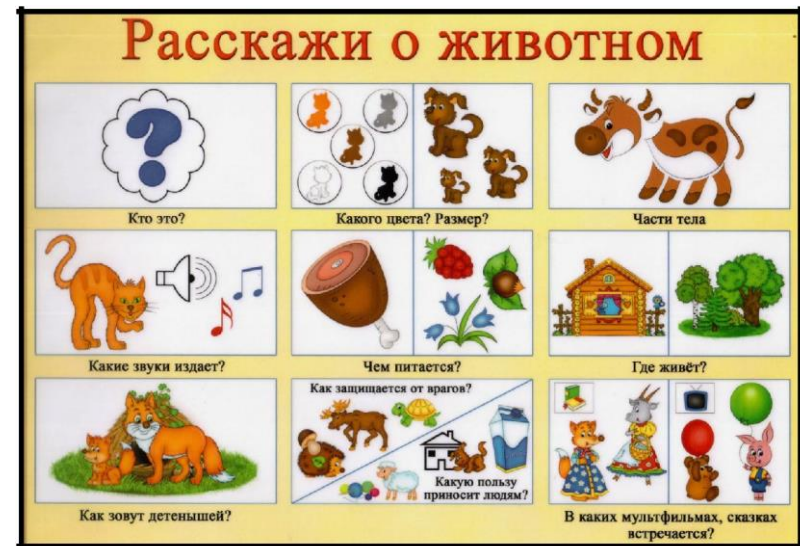 Расскажи о животном
Кто это?
Какого цвета? Размер?
Части тела
Какие звуки издает?
Чем питается?
Где живёт?
Как зовут детенышей?
Как защищается от врагов?
Какую пользу
приносит людям?
В каких мультфильмах, сказках
встречается?